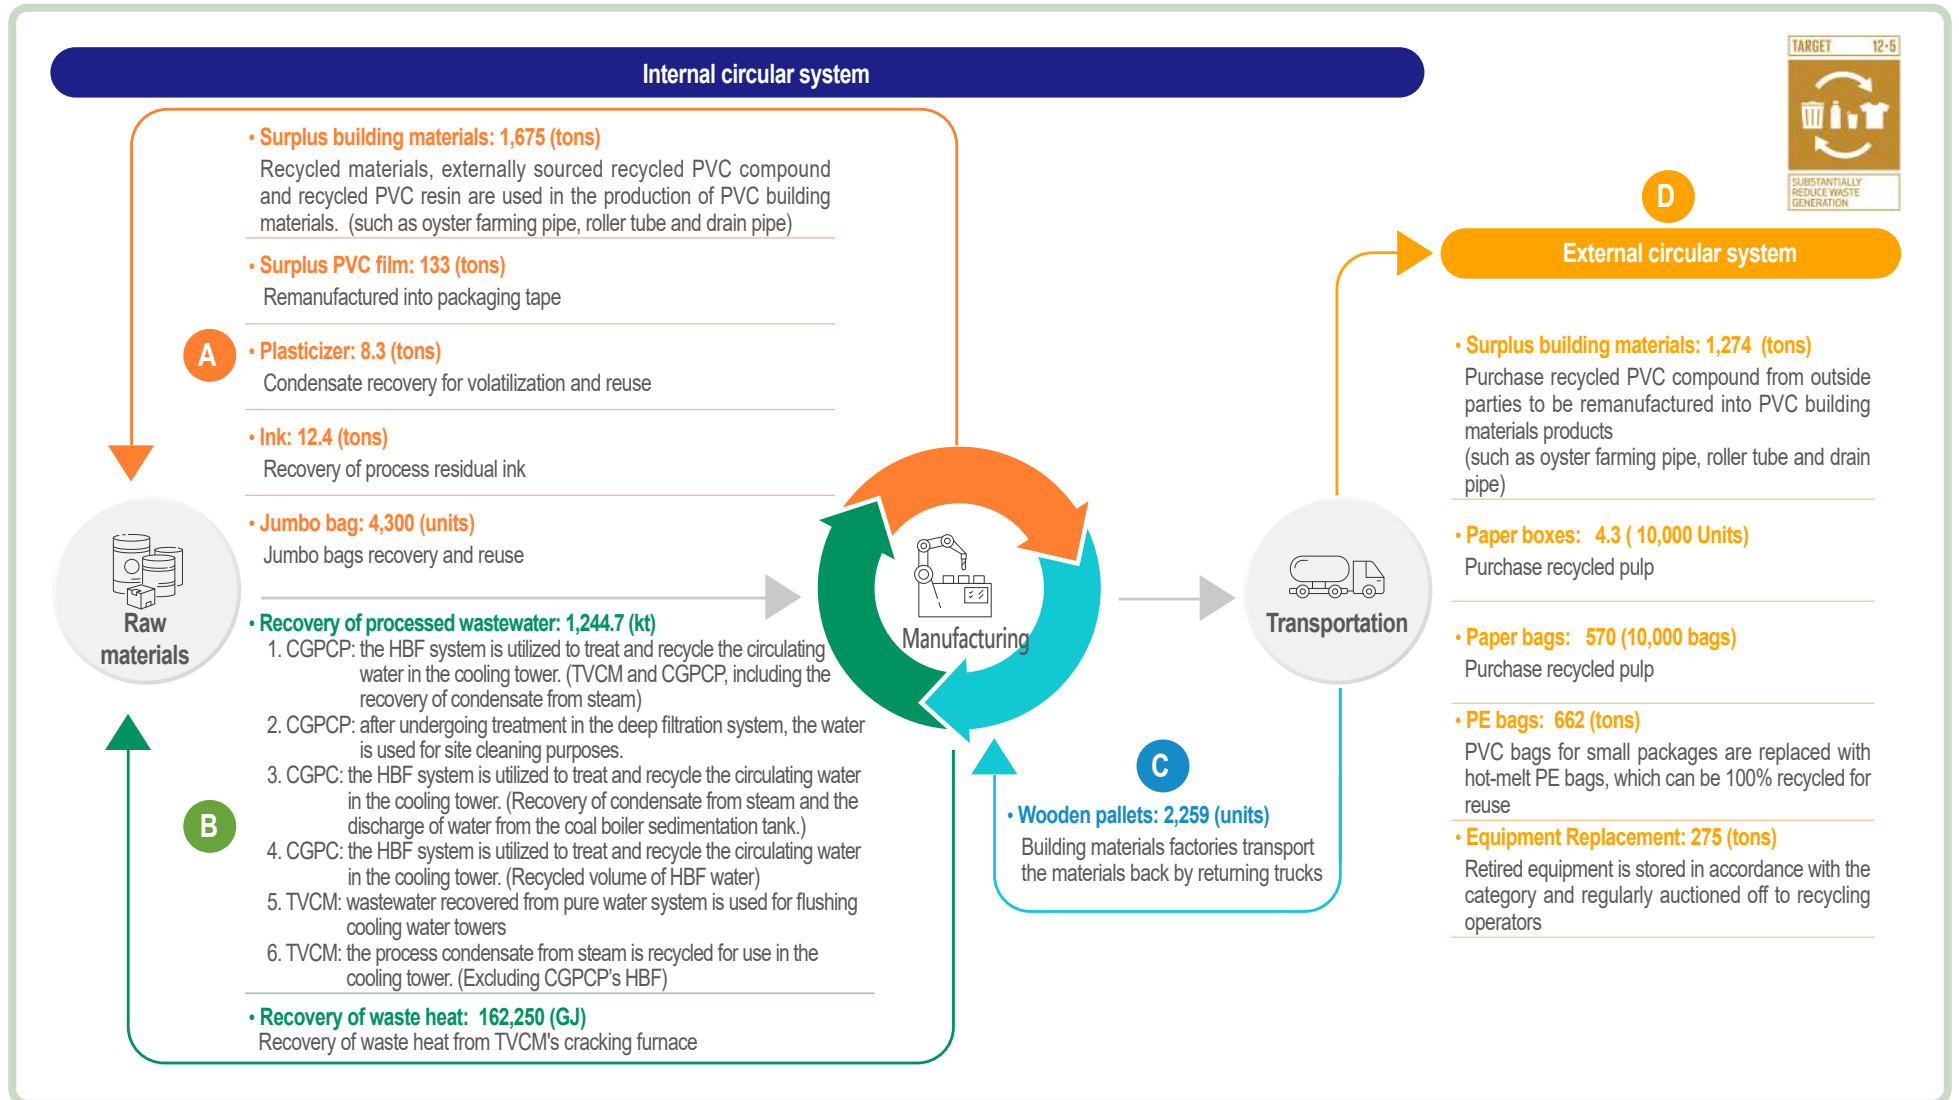 Internal circular system
TARGET 12·5
SUBSTANTIALLY
REDUCE WASTE
GENERATION
• Surplus building materials: 1,675 (tons)
Recycled materials, externally sourced recycled PVC compound
and recycled PVC resin are used in the production of PVC building
materials. (such as oyster farming pipe, roller tube and drain pipe)
• Surplus PVC film: 133 (tons)
Remanufactured into packaging tape
A
• Plasticizer: 8.3 (tons)
Condensate recovery for volatilization and reuse
• Ink: 12.4 (tons)
Recovery of process residual ink
• Jumbo bag: 4,300 (units)
Jumbo bags recovery and reuse
Raw
materials
Manufacturing
Transportation
B
• Recovery of processed wastewater: 1,244.7 (kt)
1. CGPCP: the HBF system is utilized to treat and recycle the circulating
water in the cooling tower. (TVCM and CGPCP, including the
recovery of condensate from steam)
2. CGPCP: after undergoing treatment in the deep filtration system, the water
is used for site cleaning purposes.
3. CGPC: the HBF system is utilized to treat and recycle the circulating water
in the cooling tower. (Recovery of condensate from steam and the
discharge of water from the coal boiler sedimentation tank.)
4. CGPC: the HBF system is utilized to treat and recycle the circulating water
in the cooling tower. (Recycled volume of HBF water)
5. TVCM: wastewater recovered from pure water system is used for flushing
cooling water towers
6. TVCM: the process condensate from steam is recycled for use in the
cooling tower. (Excluding CGPCP’s HBF)
• Recovery of waste heat: 162,250 (GJ)
Recovery of waste heat from TVCM's cracking furnace
C
• Wooden pallets: 2,259 (units)
Building materials factories transport
the materials back by returning trucks
D
External circular system
• Surplus building materials: 1,274 (tons)
Purchase recycled PVC compound from outside
parties to be remanufactured into PVC building
materials products
(such as oyster farming pipe, roller tube and drain
pipe)
• Paper boxes: 4.3 ( 10,000 Units)
Purchase recycled pulp
• Paper bags: 570 (10,000 bags)
Purchase recycled pulp
• PE bags: 662 (tons)
PVC bags for small packages are replaced with
hot-melt PE bags, which can be 100% recycled for
reuse
• Equipment Replacement: 275 (tons)
Retired equipment is stored in accordance with the
category and regularly auctioned off to recycling
operators